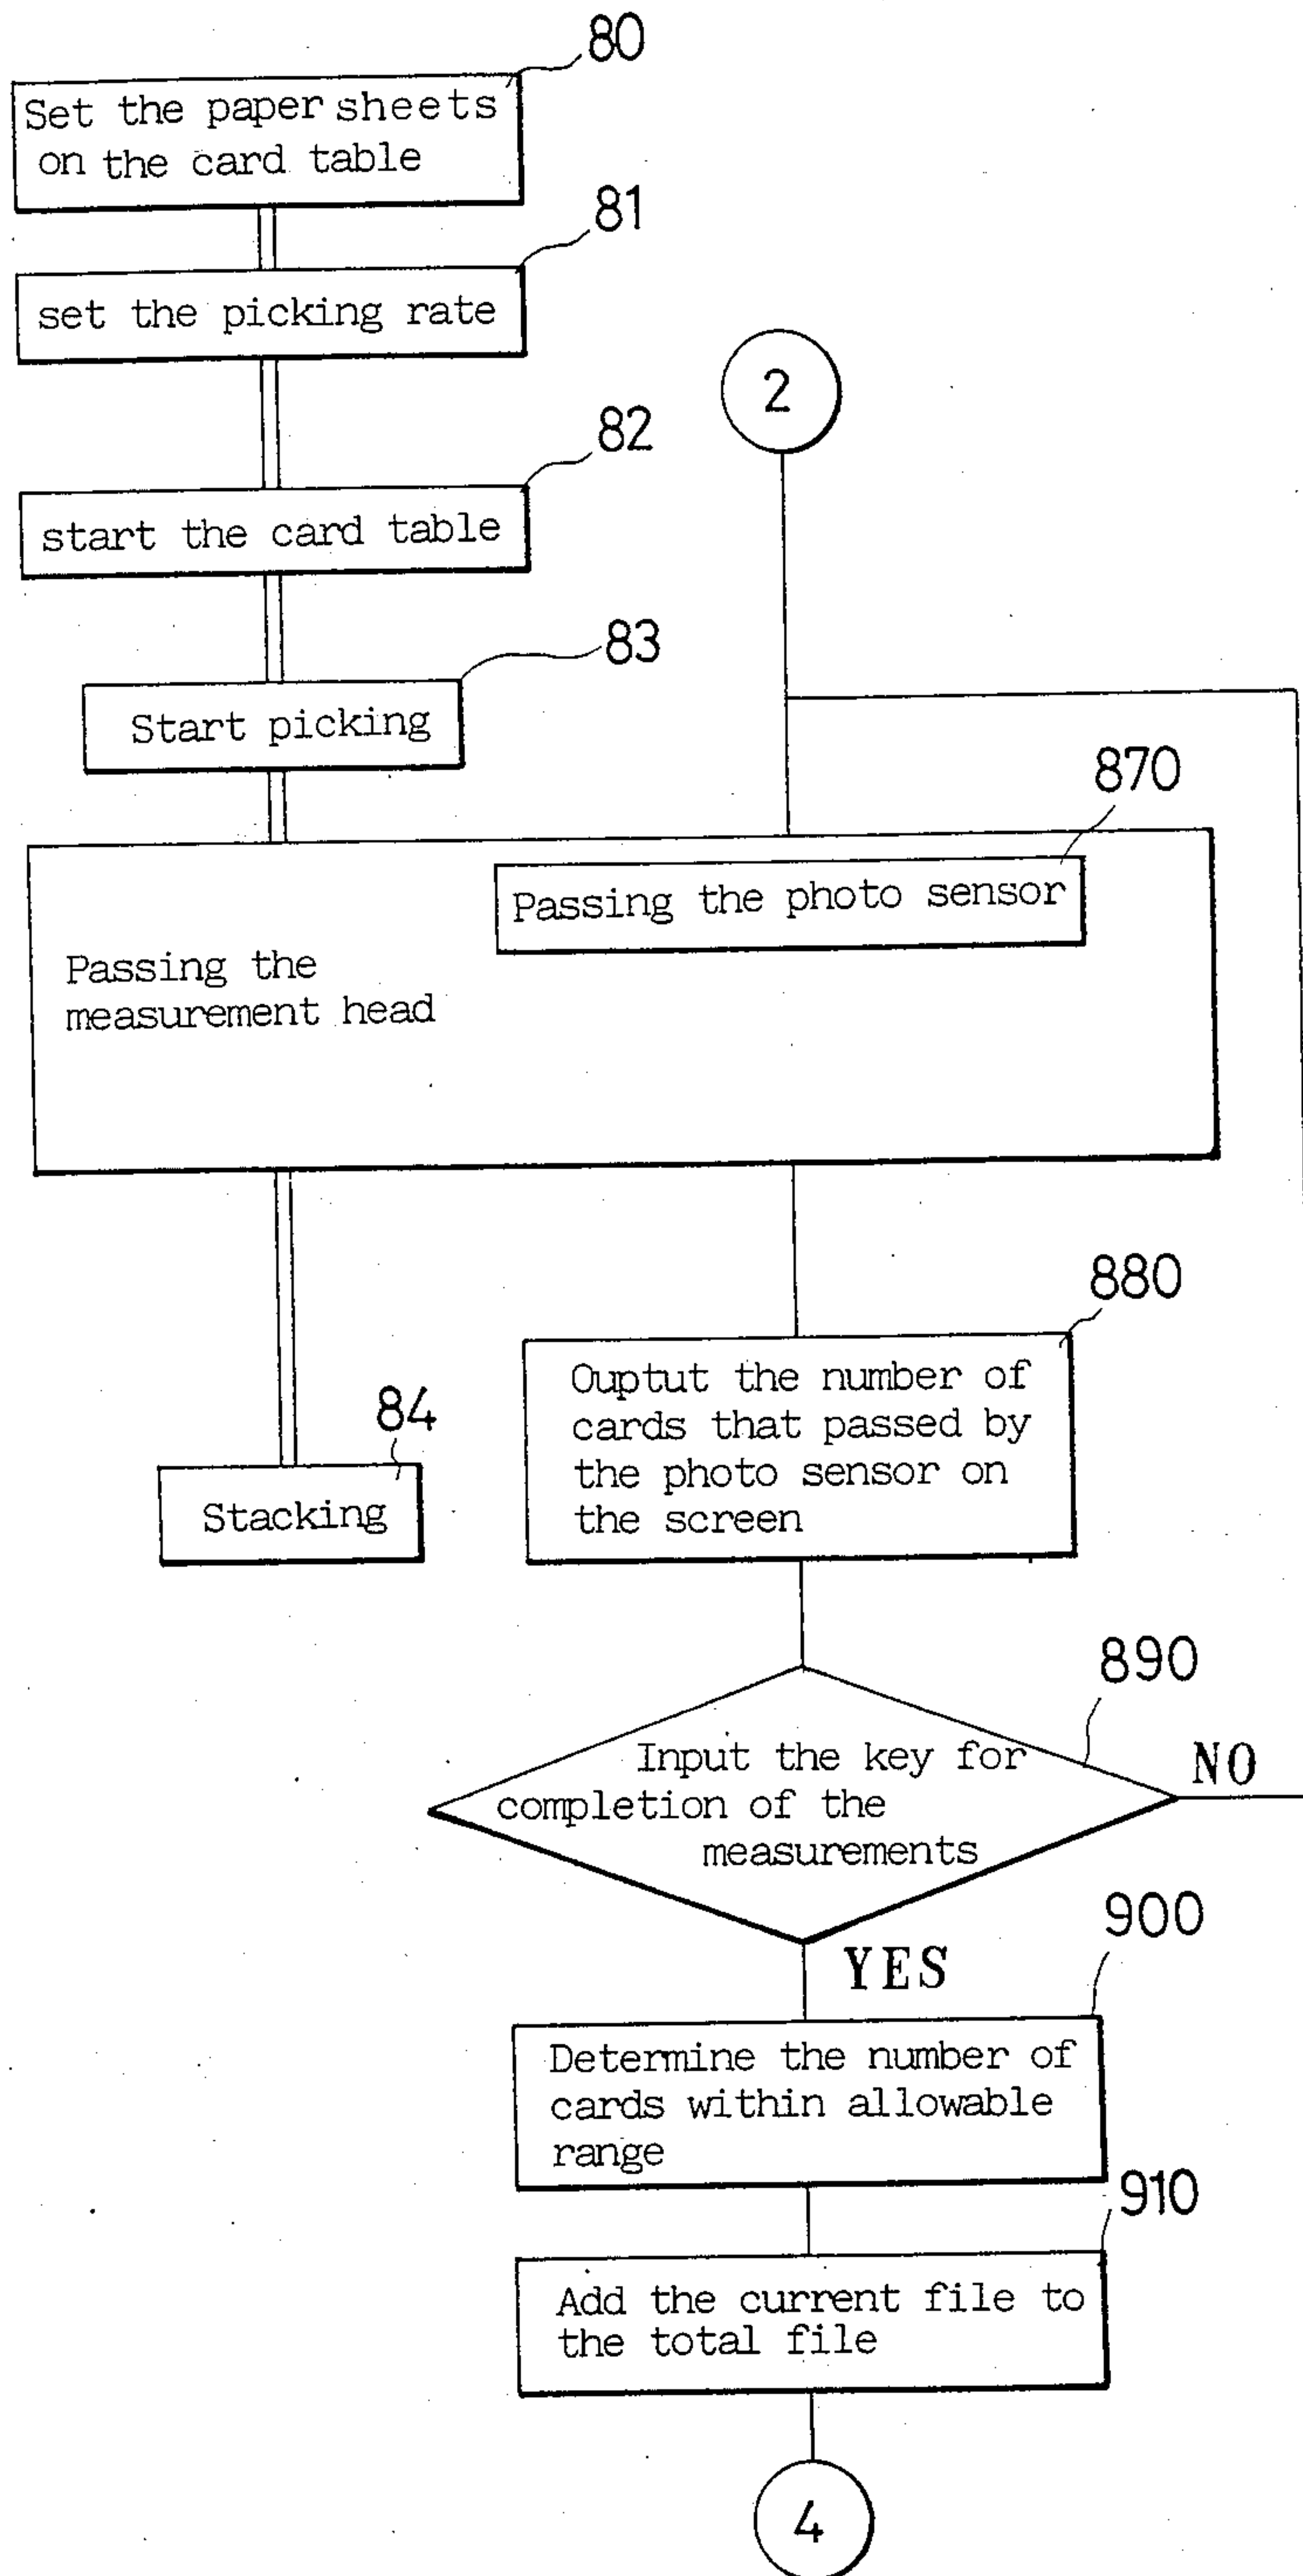 80
Set the paper sheets
on the card table
81
set the picking rate
2
82
start the card table
83
Start picking
870
Passing the photo sensor
Passing the
measurement head
880
Ouptut the number of
cards that passed by
the photo sensor on
the screen
84
Stacking
890
Input the key for
completion of the
measurements
NO
YES
900
Determine the number of
cards within allowable
range
910
Add the current file to
the total file
4